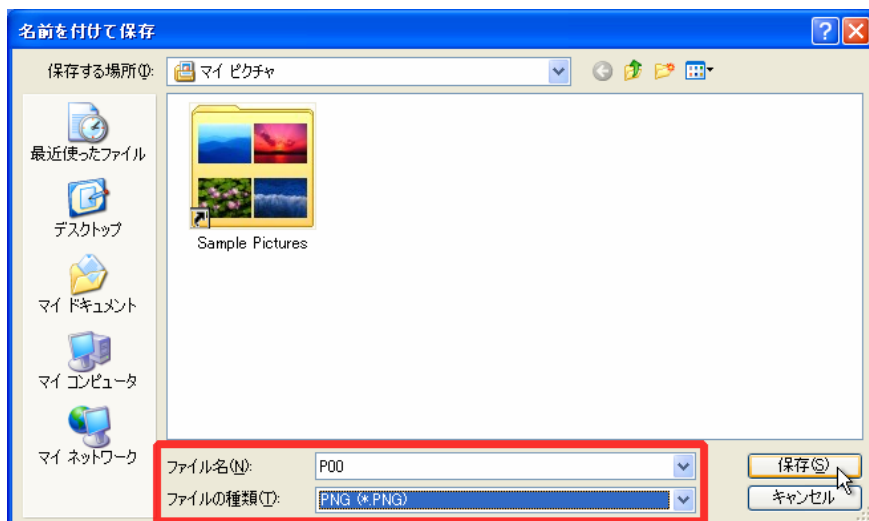 名前を付けて保存
保存する場所(I):
マイ ピクチャ
最近使ったファイル
デスクトップ
マイ ドキュメント
マイ コンピュータ
マイ ネットワーク
Sample Pictures
ファイル名(N):
P00
保存(S)
ファイルの種類(T):
PNG (*.PNG)
キャンセル